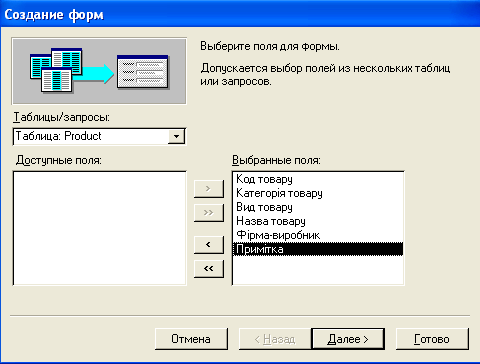 Создание форм
Выберите поля для формы.
Допускается выбор полей из нескольких таблиц
или запросов.
Таблицы/запросы:
Таблица: Product
Доступные поля:
Выбранные поля:
>
>>
<
<<
Код товару
Категорія товару
Вид товару
Назва товару
Фірма-виробник
Примітка
Отмена
< Назад
Далее >
Готово